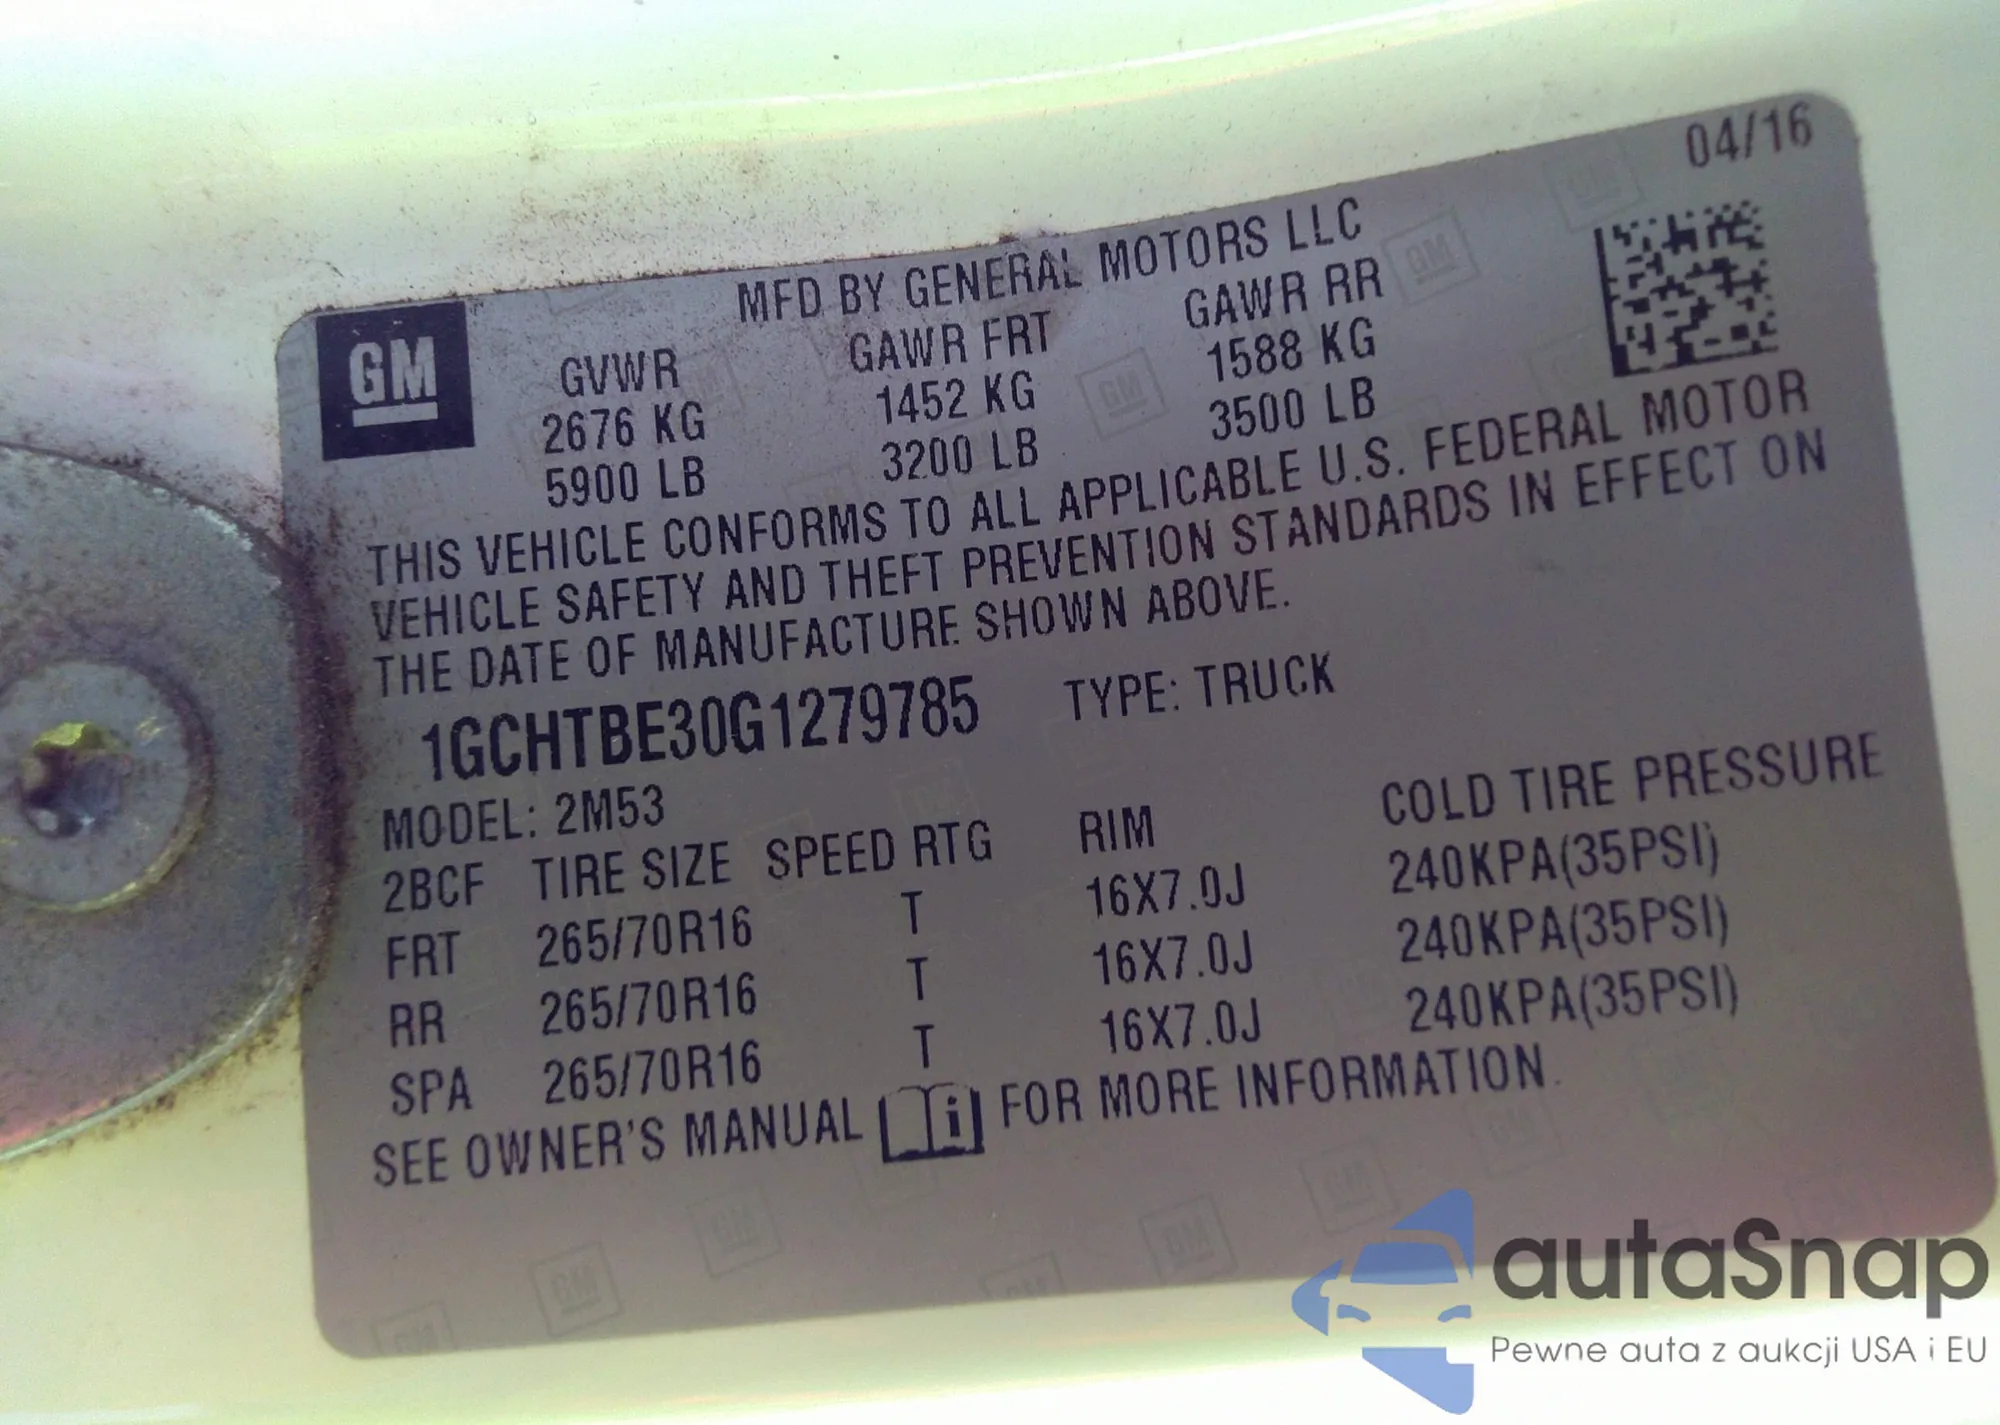 04/16
MFD BY GENERAL MOTORS LLC
GM
GVWR GAWR FRT GAWR RR
2676 KG 1452 KG 1588 KG
5900 LB 3200 LB 3500 LB
THIS VEHICLE CONFORMS TO ALL APPLICABLE U.S. FEDERAL MOTOR
VEHICLE SAFETY AND THEFT PREVENTION STANDARDS IN EFFECT ON
THE DATE OF MANUFACTURE SHOWN ABOVE.
1GCHTBE30G1279785 TYPE: TRUCK
MODEL: 2M53
2BCF TIRE SIZE SPEED RTG RIM COLD TIRE PRESSURE
FRT 265/70R16 T 16X7.0J 240KPA(35PSI)
RR 265/70R16 T 16X7.0J 240KPA(35PSI)
SPA 265/70R16 T 16X7.0J 240KPA(35PSI)
SEE OWNER'S MANUAL i FOR MORE INFORMATION.
autaSnap
Pewne auta z aukcji USA i EU